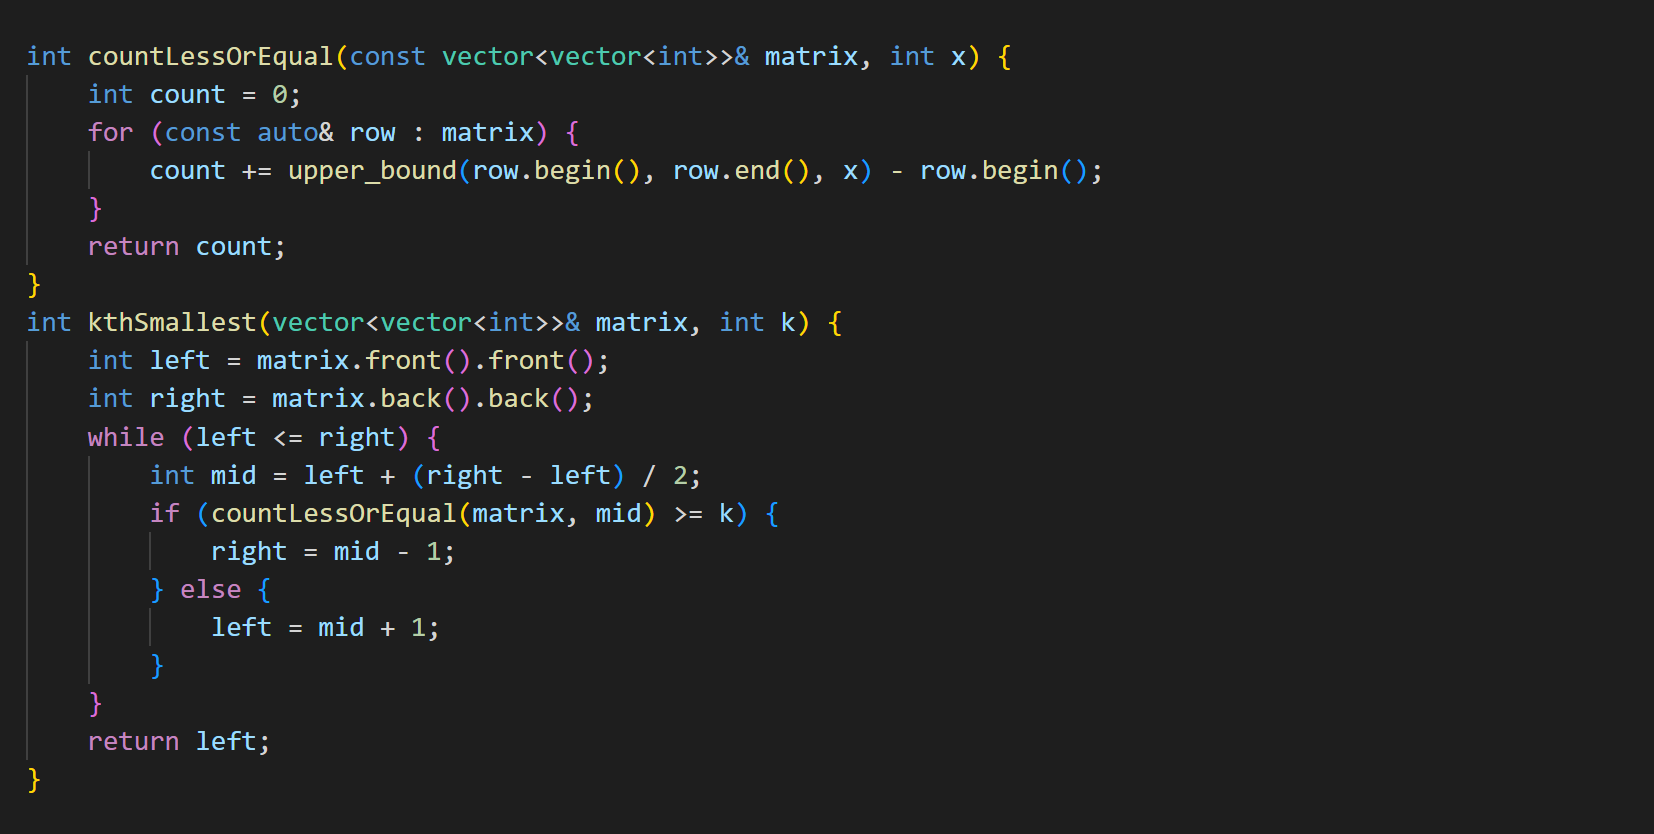 int countLessOrEqual(const vector<vector<int>>& matrix, int x) {
    int count = 0;
    for (const auto& row : matrix) {
        count += upper_bound(row.begin(), row.end(), x) - row.begin();
    }
    return count;
}
int kthSmallest(vector<vector<int>>& matrix, int k) {
    int left = matrix.front().front();
    int right = matrix.back().back();
    while (left <= right) {
        int mid = left + (right - left) / 2;
        if (countLessOrEqual(matrix, mid) >= k) {
            right = mid - 1;
        } else {
            left = mid + 1;
        }
    }
    return left;
}